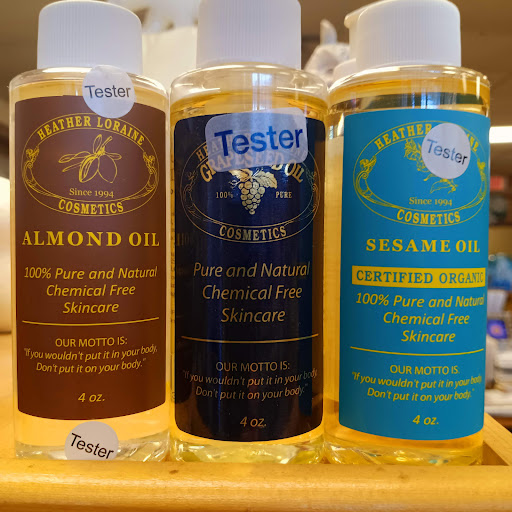 Tester
HEATHER LORAINE
Since 1994
COSMETICS
ALMOND OIL
100% Pure and Natural
Chemical Free
Skincare
OUR MOTTO IS:
"If you wouldn't put it in your body,
Don't put it on your body."
4 oz.
Tester
Tester
GRAPESEED OIL
100% PURE
COSMETICS
Pure and Natural
Chemical Free
Skincare
OUR MOTTO IS:
"If you wouldn't put it in your body,
Don't put it on your body."
4 oz.
HEATHER LORAINE
Tester
Since 1994
COSMETICS
SESAME OIL
CERTIFIED ORGANIC
100% Pure and Natural
Chemical Free
Skincare
OUR MOTTO IS:
"If you wouldn't put it in your body,
Don't put it on your body."
4 oz.